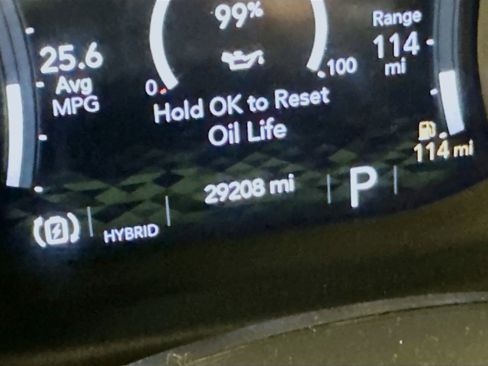 99%
25.6
Avg
MPG
Range
114
mi
0
100
Hold OK to Reset
Oil Life
114 mi
29208 mi
P
HYBRID